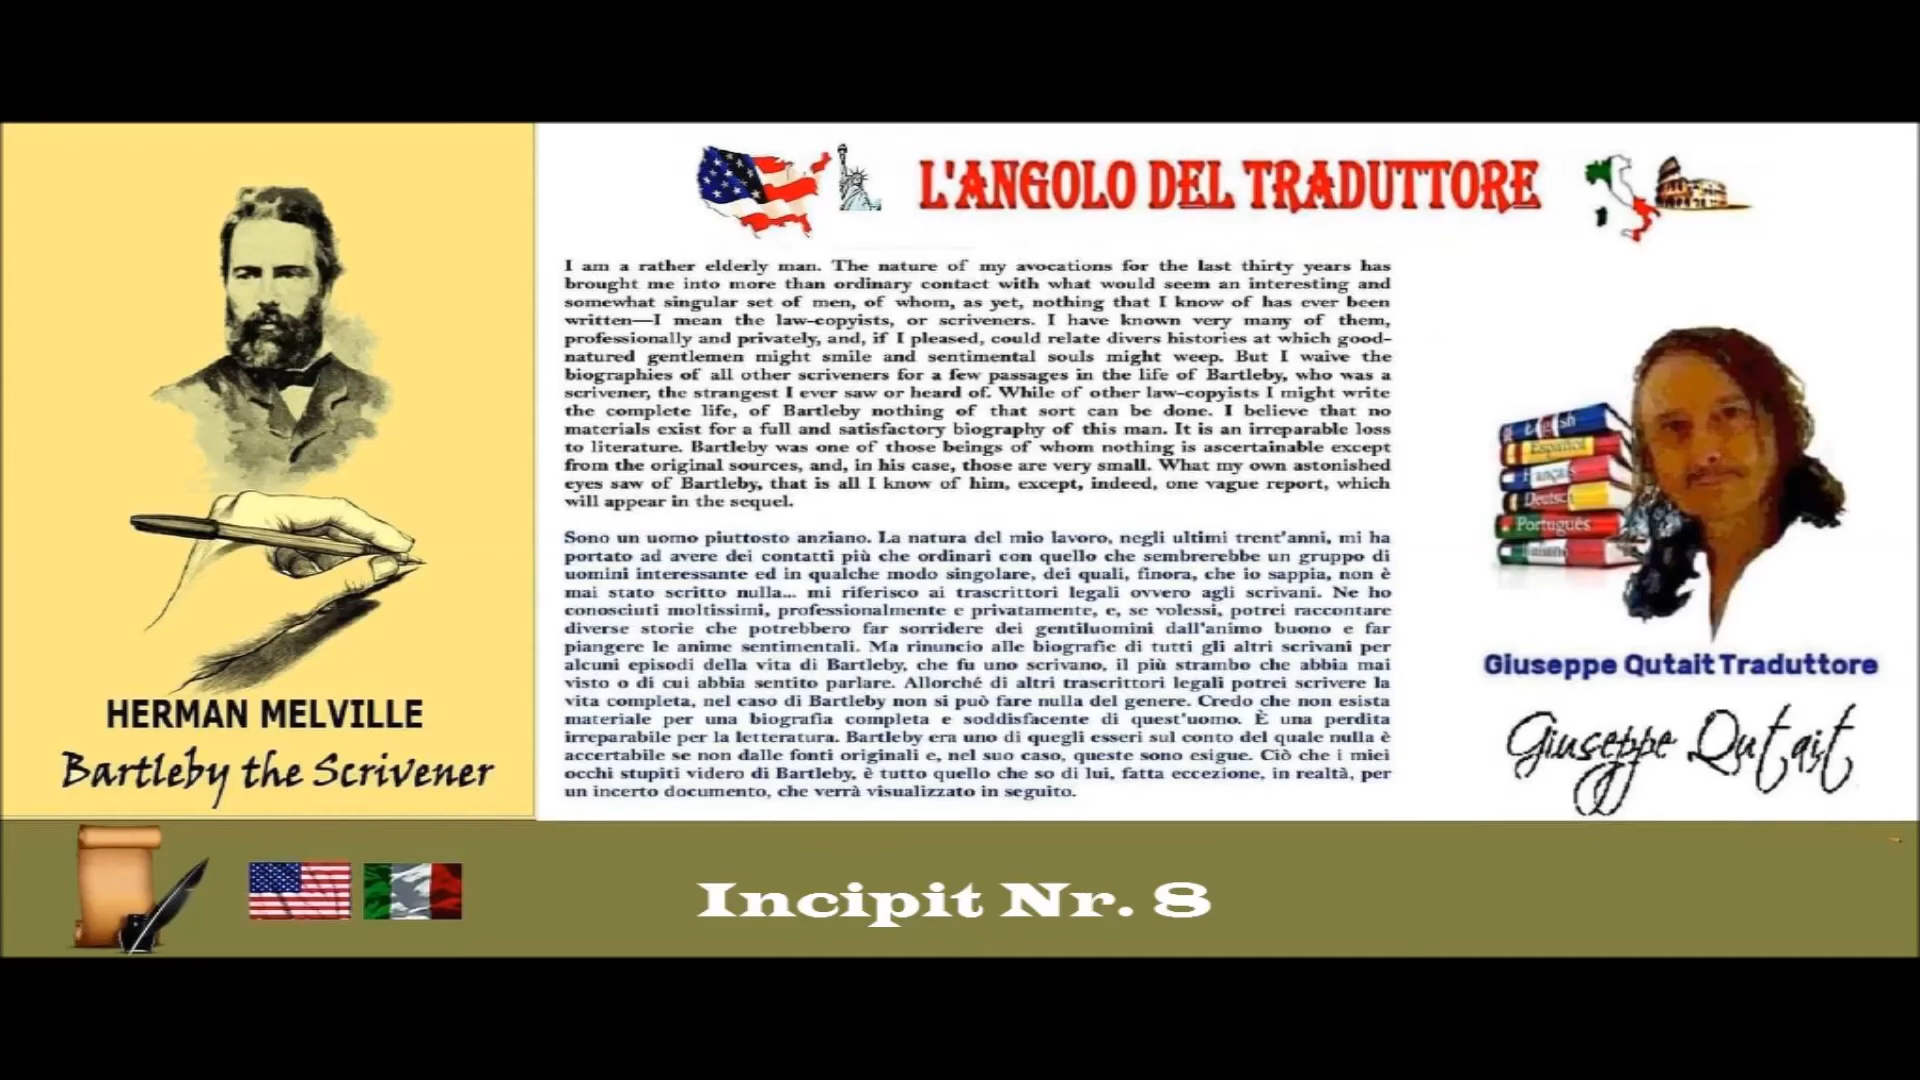 L'ANGOLO DEL TRADUTTORE
I am a rather elderly man. The nature of my avocations for the last thirty years has
brought me into more than ordinary contact with what would seem an interesting and
somewhat singular set of men, of whom, as yet, nothing that I know of has ever been
written—I mean the law-copyists, or scriveners. I have known very many of them,
professionally and privately, and, if I pleased, could relate divers histories at which good-
natured gentlemen might smile and sentimental souls might weep. But I waive the
biographies of all other scriveners for a few passages in the life of Bartleby, who was a
scrivener, the strangest I ever saw or heard of. While of other law-copyists I might write
the complete life, of Bartleby nothing of that sort can be done. I believe that no
materials exist for a full and satisfactory biography of this man. It is an irreparable loss
to literature. Bartleby was one of those beings of whom nothing is ascertainable except
from the original sources, and, in his case, those are very small. What my own astonished
eyes saw of Bartleby, that is all I know of him, except, indeed, one vague report, which
will appear in the sequel.
Sono un uomo piuttosto anziano. La natura del mio lavoro, negli ultimi trent'anni, mi ha
portato ad avere dei contatti più che ordinari con quello che sembrerebbe un gruppo di
uomini interessante ed in qualche modo singolare, dei quali, finora, che io sappia, non è
mai stato scritto nulla... mi riferisco ai trascrittori legali ovvero agli scrivani. Ne ho
conosciuti moltissimi, professionalmente e privatamente, e, se volessi, potrei raccontare
diverse storie che potrebbero far sorridere dei gentiluomini dall'animo buono e far
piangere le anime sentimentali. Ma rinuncio alle biografie di tutti gli altri scrivani per
alcuni episodi della vita di Bartleby, che fu uno scrivano, il più strambo che abbia mai
visto o di cui abbia sentito parlare. Allorché di altri trascrittori legali potrei scrivere la
vita completa, nel caso di Bartleby non si può fare nulla del genere. Credo che non esista
materiale per una biografia completa e soddisfacente di quest'uomo. È una perdita
irreparabile per la letteratura. Bartleby era uno di quegli esseri sul conto del quale nulla è
accertabile se non dalle fonti originali e, nel suo caso, queste sono esigue. Ciò che i miei
occhi stupiti videro di Bartleby, è tutto quello che so di lui, fatta eccezione, in realtà, per
un incerto documento, che verrà visualizzato in seguito.
HERMAN MELVILLE
Bartleby the Scrivener
English
Español
Français
Deutsch
Português
Italiano
Giuseppe Qutait Traduttore
Giuseppe Qutait
Incipit Nr. 8